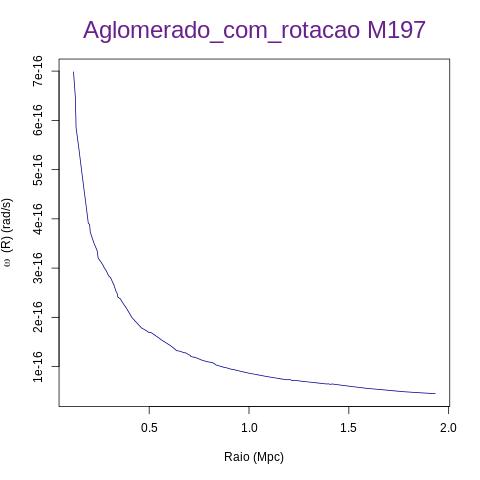 Aglomerado_com_rotacao M197
7e-16
6e-16
5e-16
4e-16
3e-16
2e-16
1e-16
ω (R) (rad/s)
0.5 1.0 1.5 2.0
Raio (Mpc)